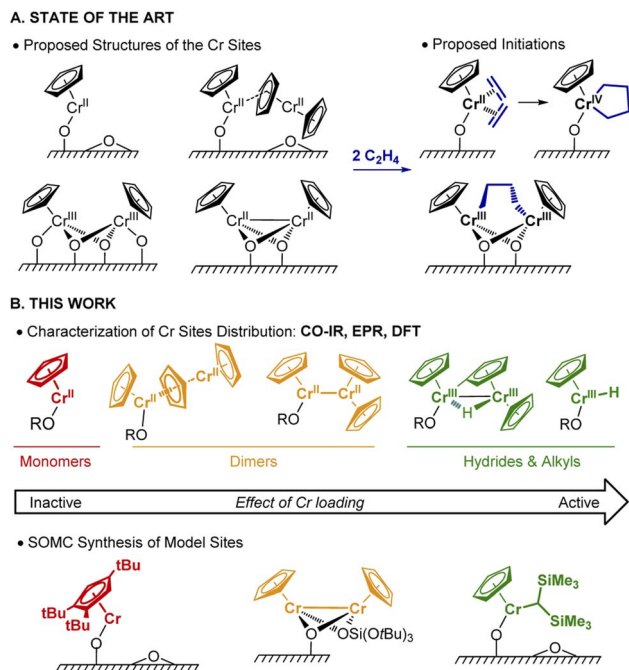 A. STATE OF THE ART
• Proposed Structures of the Cr Sites
• Proposed Initiations
Cr^II
O
O
Cr^II
Cr^II
O
O
2 C2H4
Cr^II
O
Cr^IV
O
Cr^III
Cr^III
O
O
O
O
Cr^II
Cr^II
O
O
Cr^III
Cr^III
O
O
B. THIS WORK
• Characterization of Cr Sites Distribution: CO-IR, EPR, DFT
Cr^II
RO
Cr^II
Cr^II
RO
Cr^II
Cr^II
RO
Cr^III
Cr^III
H
RO
Cr^III
H
RO
Monomers
Dimers
Hydrides & Alkyls
Inactive
Effect of Cr loading
Active
• SOMC Synthesis of Model Sites
tBu
tBu
tBu
Cr
O
O
Cr
Cr
O
OSi(OtBu)3
SiMe3
Cr
SiMe3
O
O